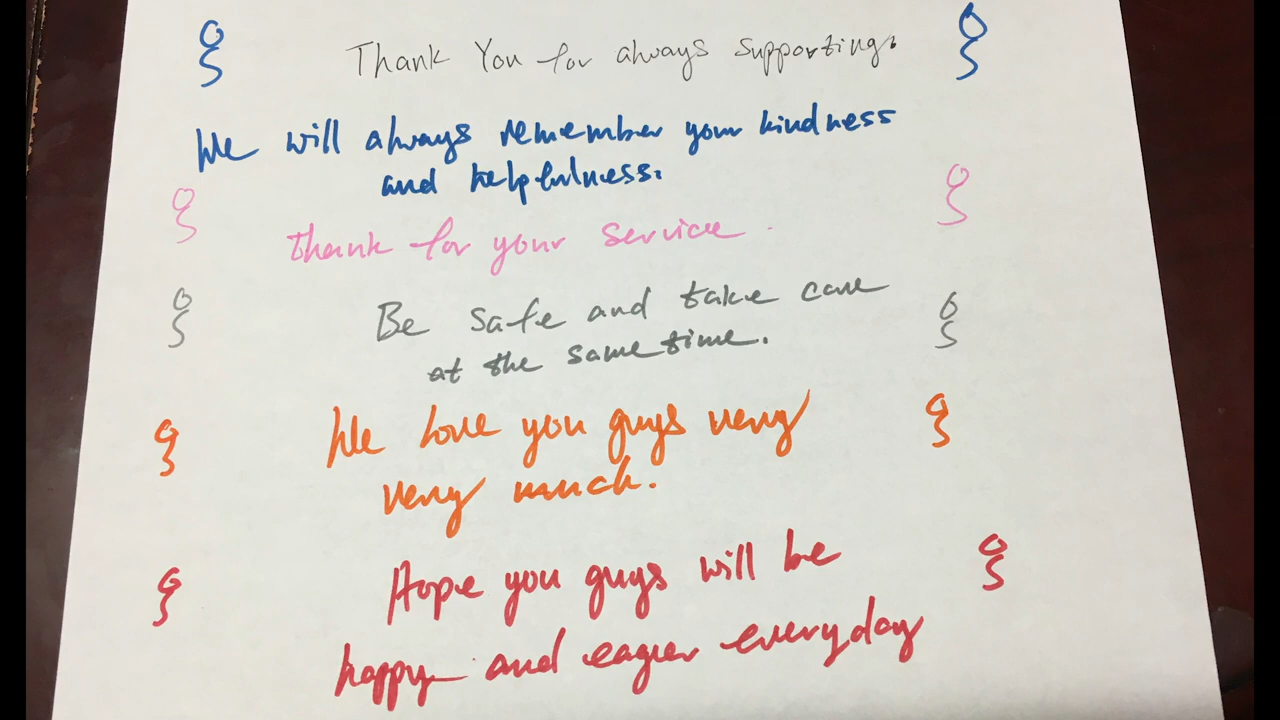 Thank You for always supporting.
We will always remember your kindness
and helpfulness.
Thank for your service.
Be safe and take care
at the same time.
We love you guys very
very much.
Hope you guys will be
happy and eager everyday